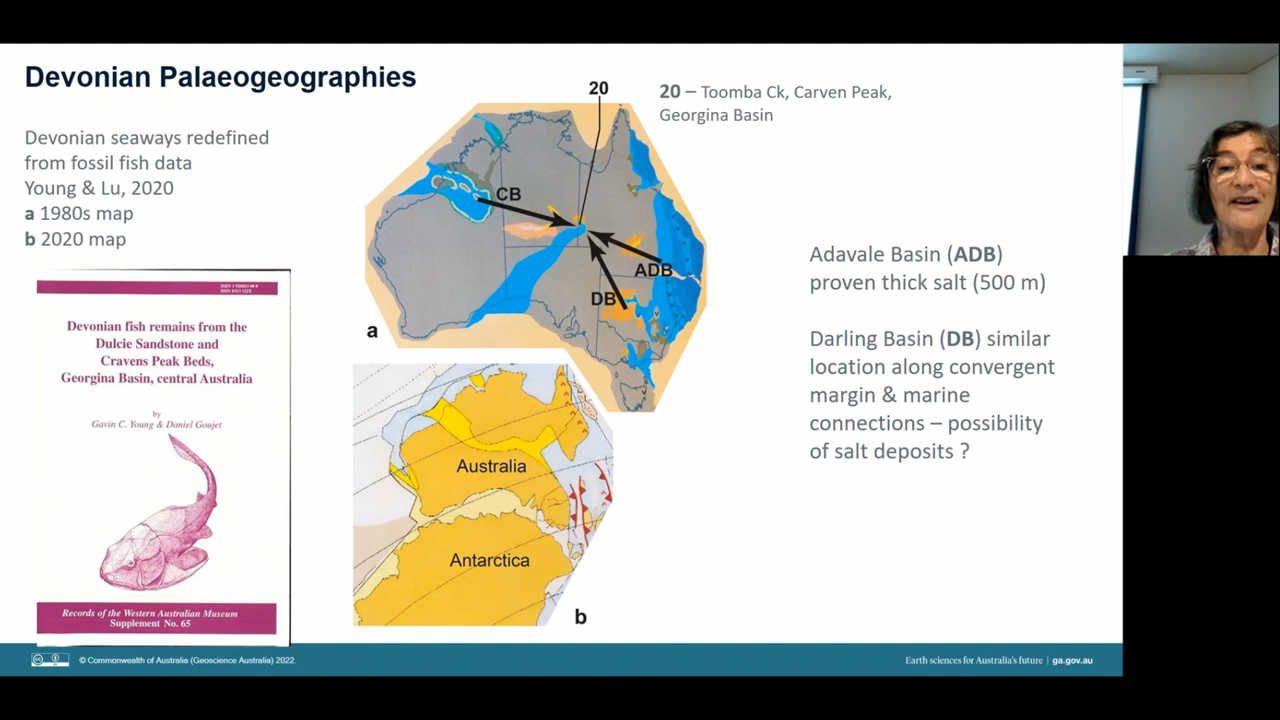 Devonian Palaeogeographies
Devonian seaways redefined
from fossil fish data
Young & Lu, 2020
a 1980s map
b 2020 map
ISBN 1 920843 00 9
ISSN 0313 122X
Devonian fish remains from the
Dulcie Sandstone and
Cravens Peak Beds,
Georgina Basin, central Australia
by
Gavin C. Young & Daniel Goujet
Records of the Western Australian Museum
Supplement No. 65
20
CB
ADB
DB
a
Australia
Antarctica
b
20 – Toomba Ck, Carven Peak,
Georgina Basin
Adavale Basin (ADB)
proven thick salt (500 m)
Darling Basin (DB) similar
location along convergent
margin & marine
connections – possibility
of salt deposits ?
© Commonwealth of Australia (Geoscience Australia) 2022.
Earth sciences for Australia's future | ga.gov.au